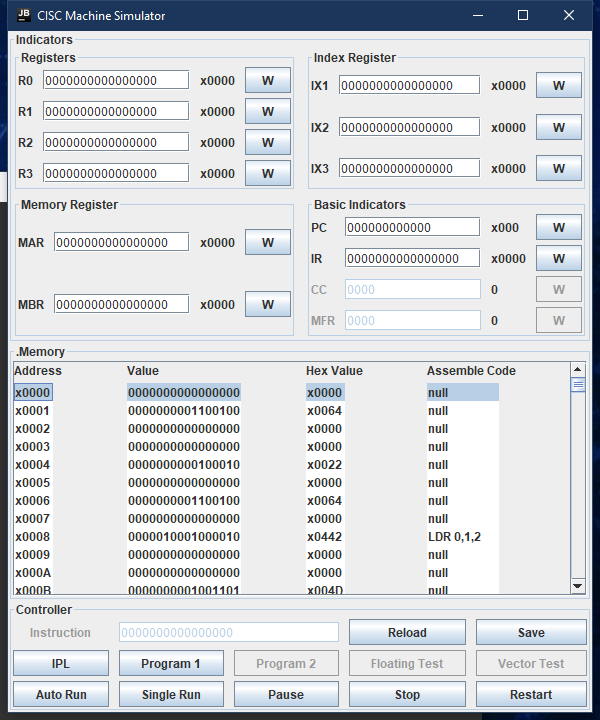 JB CISC Machine Simulator
Indicators
Registers
R0 0000000000000000 x0000 W
R1 0000000000000000 x0000 W
R2 0000000000000000 x0000 W
R3 0000000000000000 x0000 W
Index Register
IX1 0000000000000000 x0000 W
IX2 0000000000000000 x0000 W
IX3 0000000000000000 x0000 W
Memory Register
MAR 0000000000000000 x0000 W
MBR 0000000000000000 x0000 W
Basic Indicators
PC 000000000000 x000 W
IR 0000000000000000 x0000 W
CC 0000 0 W
MFR 0000 0 W
.Memory
Address Value Hex Value Assemble Code
x0000 0000000000000000 x0000 null
x0001 0000000001100100 x0064 null
x0002 0000000000000000 x0000 null
x0003 0000000000000000 x0000 null
x0004 0000000000100010 x0022 null
x0005 0000000000000000 x0000 null
x0006 0000000001100100 x0064 null
x0007 0000000000000000 x0000 null
x0008 0000010001000010 x0442 LDR 0,1,2
x0009 0000000000000000 x0000 null
x000A 0000000000000000 x0000 null
x000B 0000000001001101 x004D null
Controller
Instruction 0000000000000000 Reload Save
IPL Program 1 Program 2 Floating Test Vector Test
Auto Run Single Run Pause Stop Restart